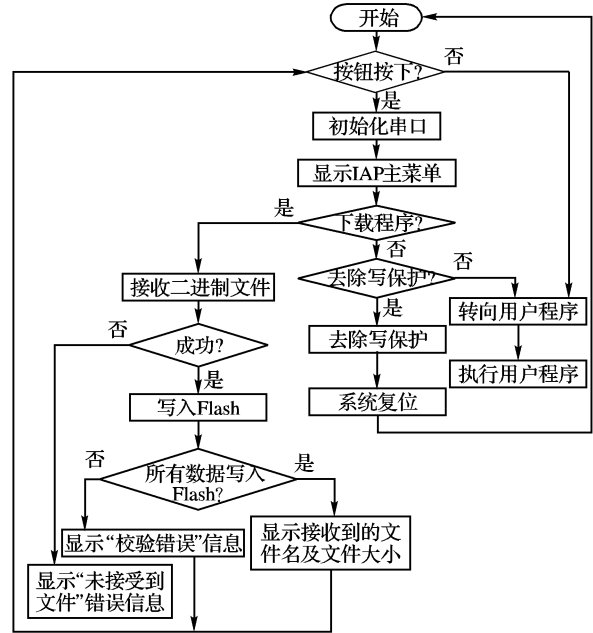 开始
按钮按下?
否
是
初始化串口
显示IAP主菜单
是
下载程序?
否
去除写保护?
否
接收二进制文件
是
转向用户程序
否
成功?
去除写保护
执行用户程序
是
写入Flash
系统复位
否
所有数据写入
Flash?
是
显示“校验错误”信息
显示接收到的文
件名及文件大小
显示“未接受到
文件”错误信息